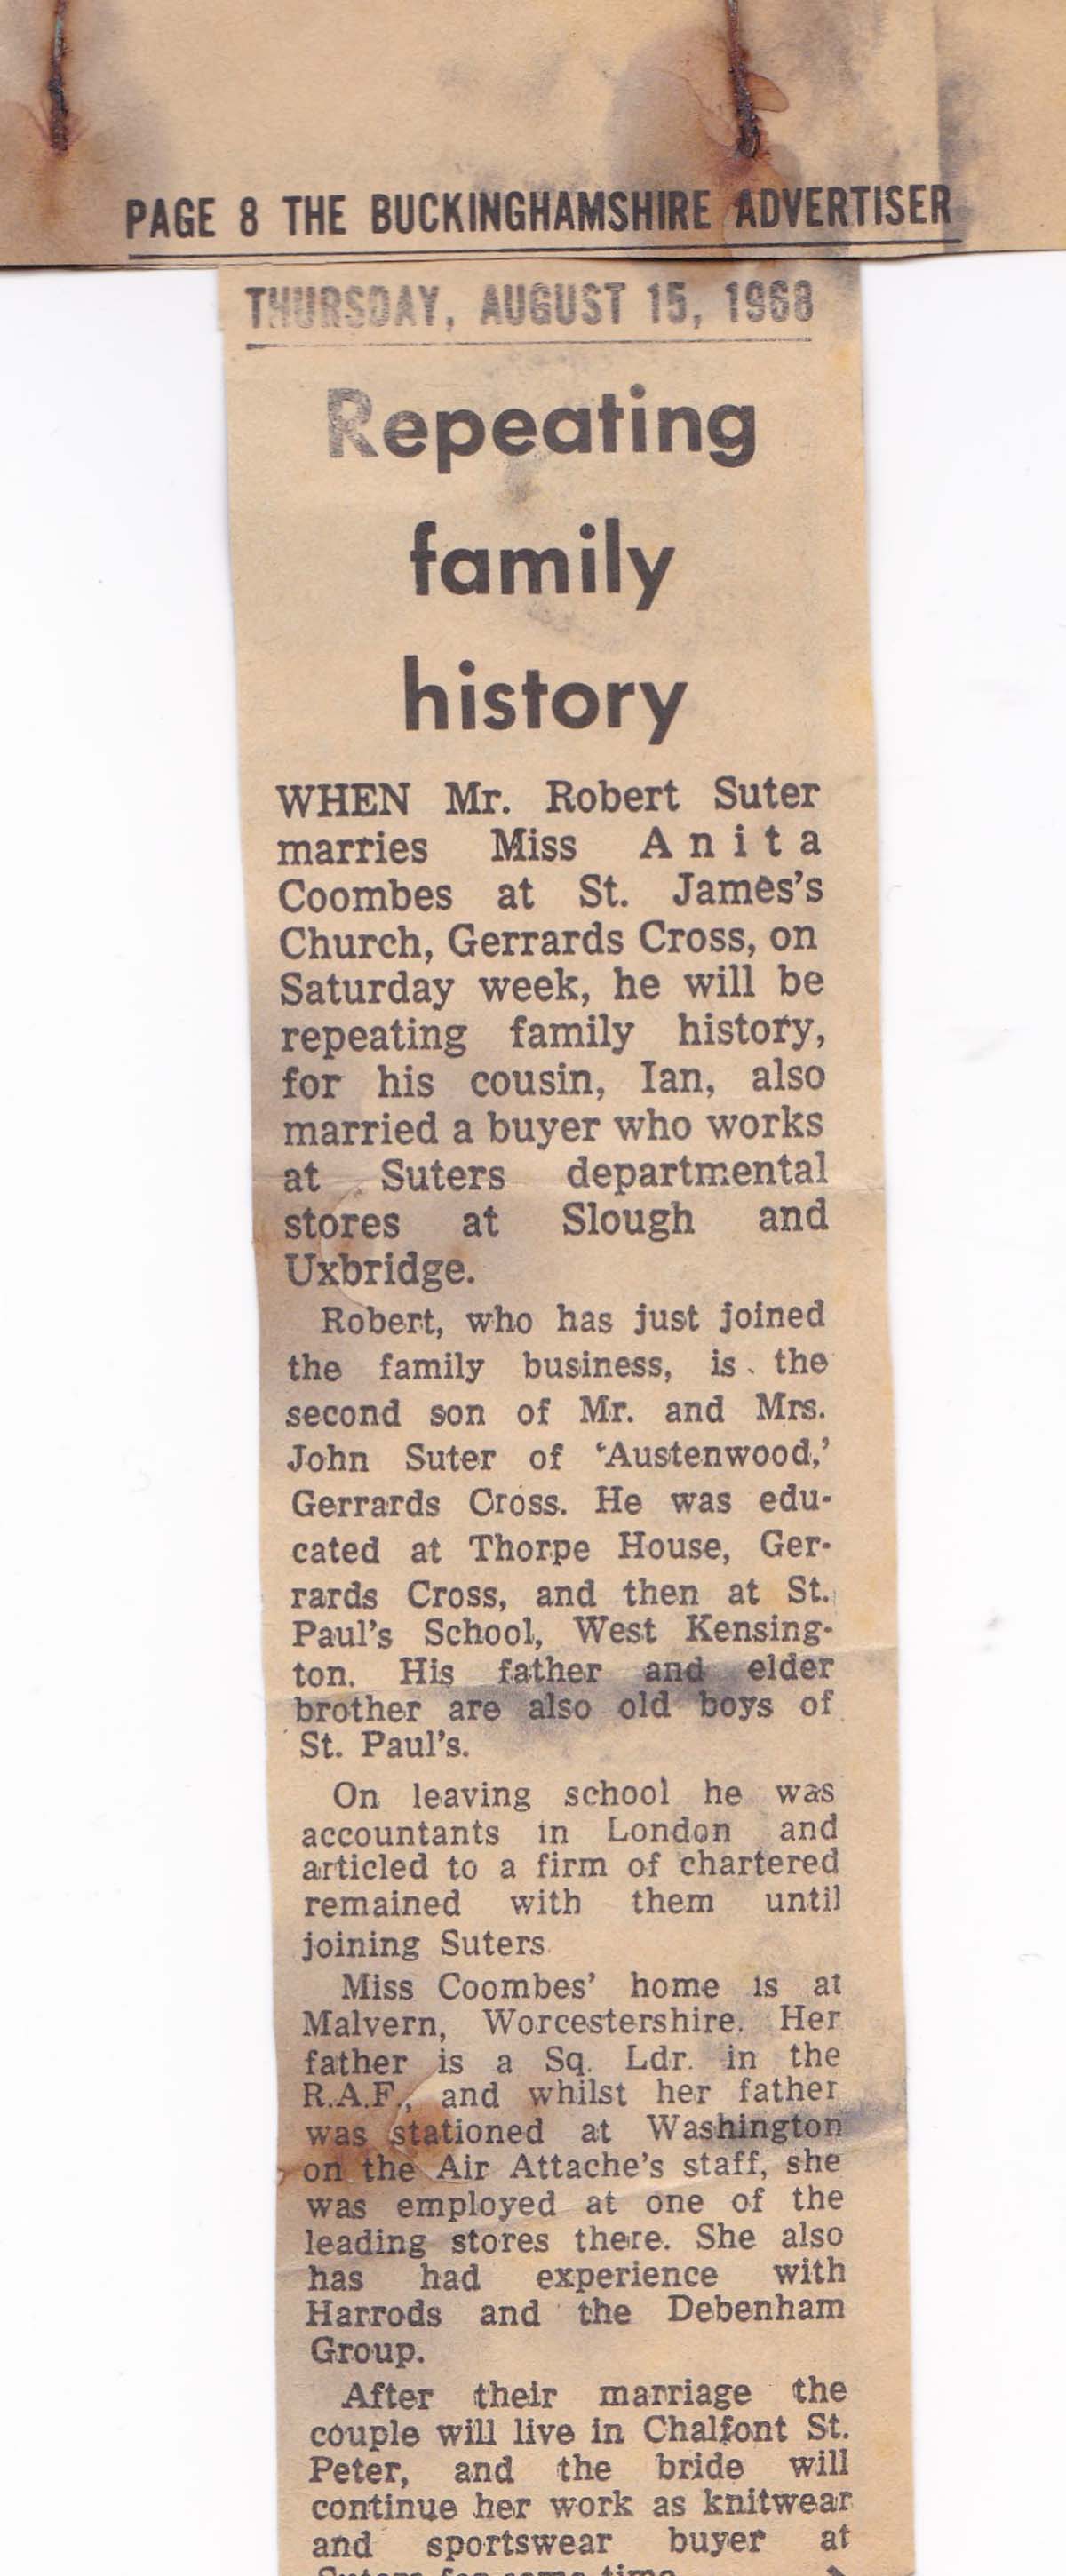 PAGE 8 THE BUCKINGHAMSHIRE ADVERTISER
THURSDAY, AUGUST 15, 1968
Repeating
family
history
WHEN Mr. Robert Suter
marries Miss Anita
Coombes at St. James's
Church, Gerrards Cross, on
Saturday week, he will be
repeating family history,
for his cousin, Ian, also
married a buyer who works
at Suters departmental
stores at Slough and
Uxbridge.
Robert, who has just joined
the family business, is the
second son of Mr. and Mrs.
John Suter of ‘Austenwood,’
Gerrards Cross. He was edu-
cated at Thorpe House, Ger-
rards Cross, and then at St.
Paul's School, West Kensing-
ton. His father and elder
brother are also old boys of
St. Paul's.
On leaving school he was
accountants in London and
articled to a firm of chartered
remained with them until
joining Suters
Miss Coombes' home is at
Malvern, Worcestershire. Her
father is a Sq. Ldr. in the
R.A.F., and whilst her father
was stationed at Washington
on the Air Attache's staff, she
was employed at one of the
leading stores there. She also
has had experience with
Harrods and the Debenham
Group.
After their marriage the
couple will live in Chalfont St.
Peter, and the bride will
continue her work as knitwear
and sportswear buyer at
Suters for some time